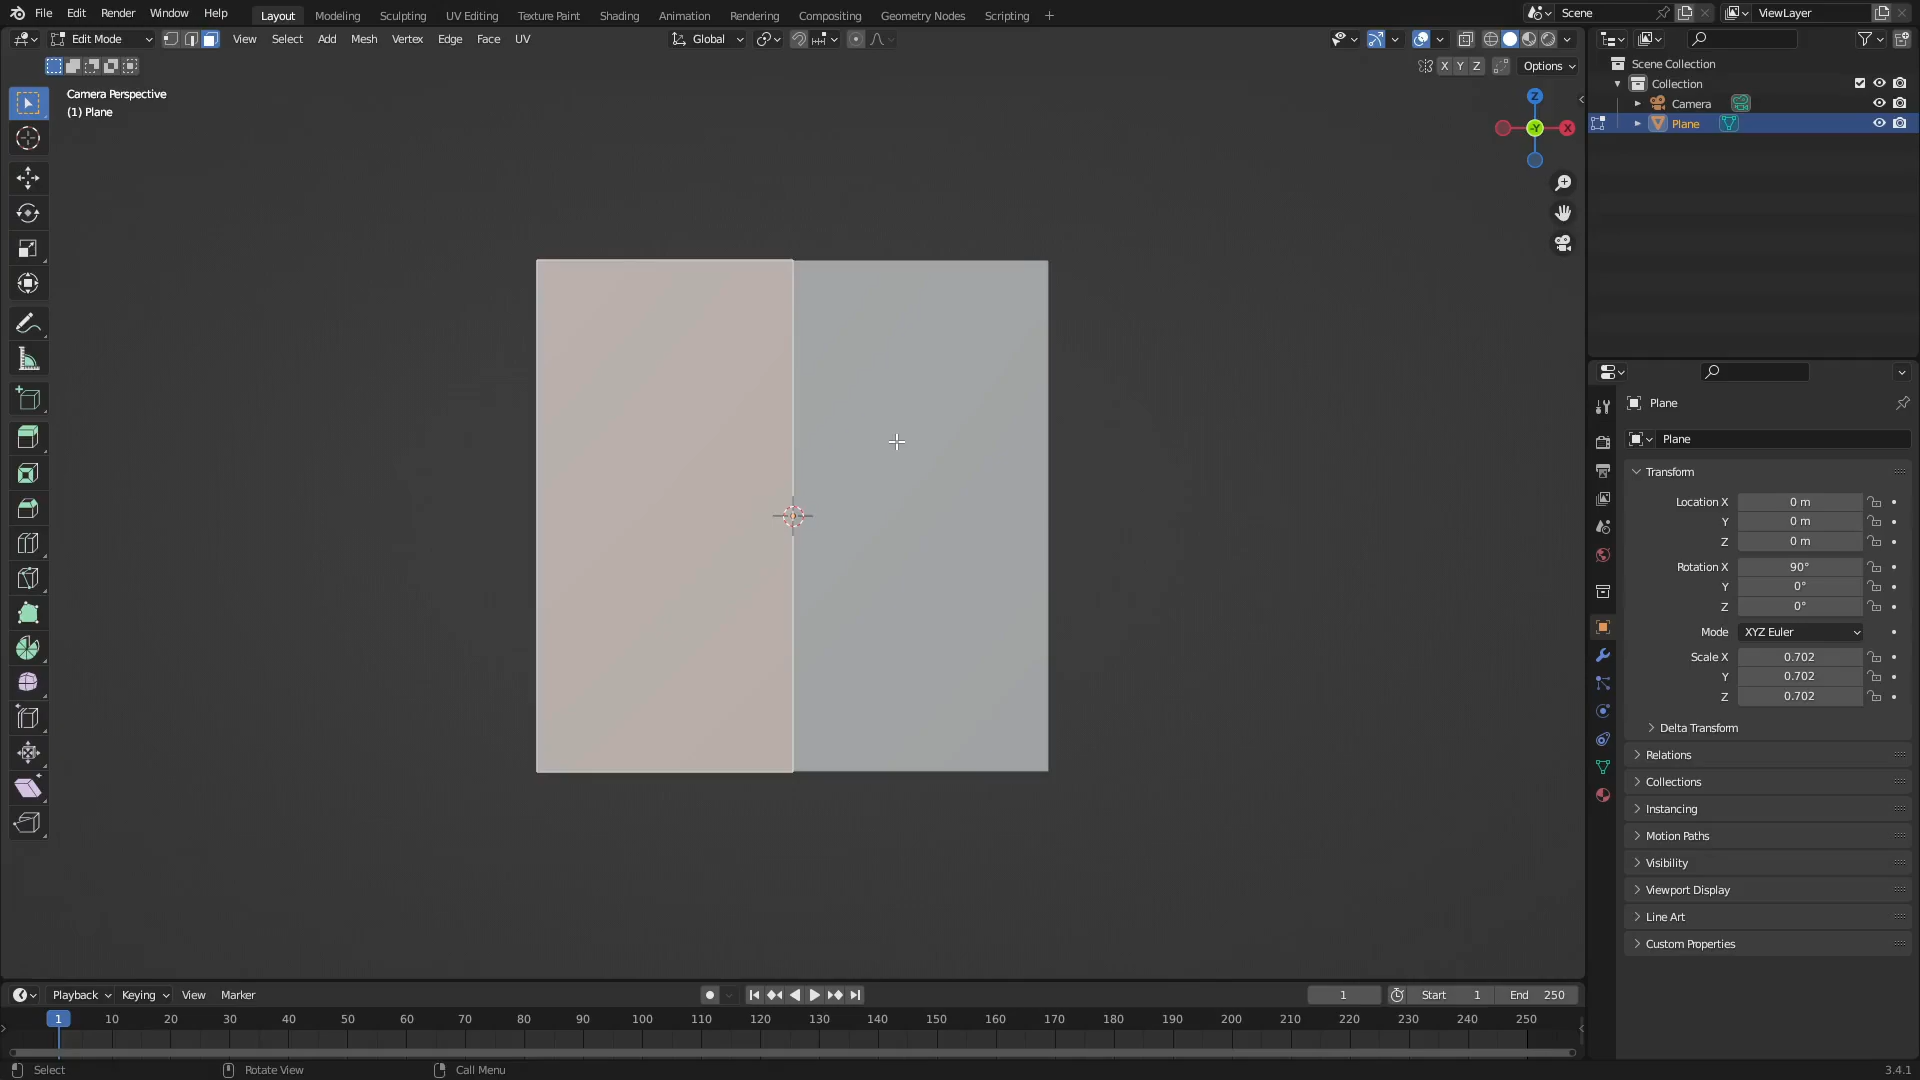 File Edit Render Window Help Layout Modeling Sculpting UV Editing Texture Paint Shading Animation Rendering Compositing Geometry Nodes Scripting + Scene ViewLayer
Edit Mode View Select Add Mesh Vertex Edge Face UV Global
X Y Z Options
Camera Perspective
(1) Plane
Z
-Y
X
Scene Collection
Collection
Camera
Plane
Plane
Plane
Transform
Location X 0 m
Y 0 m
Z 0 m
Rotation X 90°
Y 0°
Z 0°
Mode XYZ Euler
Scale X 0.702
Y 0.702
Z 0.702
Delta Transform
Relations
Collections
Instancing
Motion Paths
Visibility
Viewport Display
Line Art
Custom Properties
Playback Keying View Marker 1 Start 1 End 250
1 10 20 30 40 50 60 70 80 90 100 110 120 130 140 150 160 170 180 190 200 210 220 230 240 250
Select Rotate View Call Menu 3.4.1